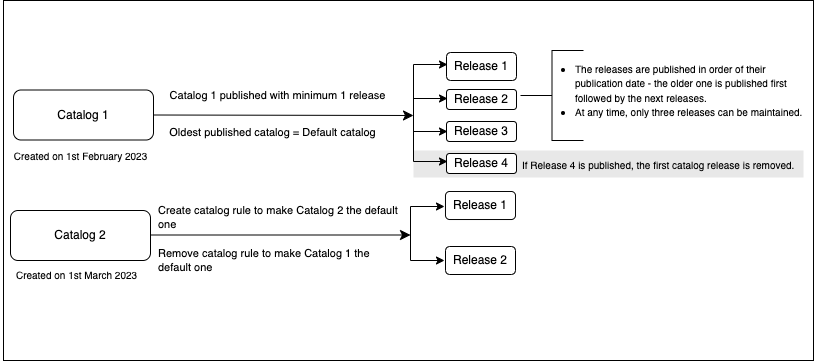 Catalog 1
Created on 1st February 2023
Catalog 1 published with minimum 1 release
Oldest published catalog = Default catalog
Release 1
Release 2
Release 3
Release 4
The releases are published in order of their
publication date - the older one is published first
followed by the next releases.
At any time, only three releases can be maintained.
If Release 4 is published, the first catalog release is removed.
Catalog 2
Created on 1st March 2023
Create catalog rule to make Catalog 2 the default
one
Remove catalog rule to make Catalog 1 the
default one
Release 1
Release 2